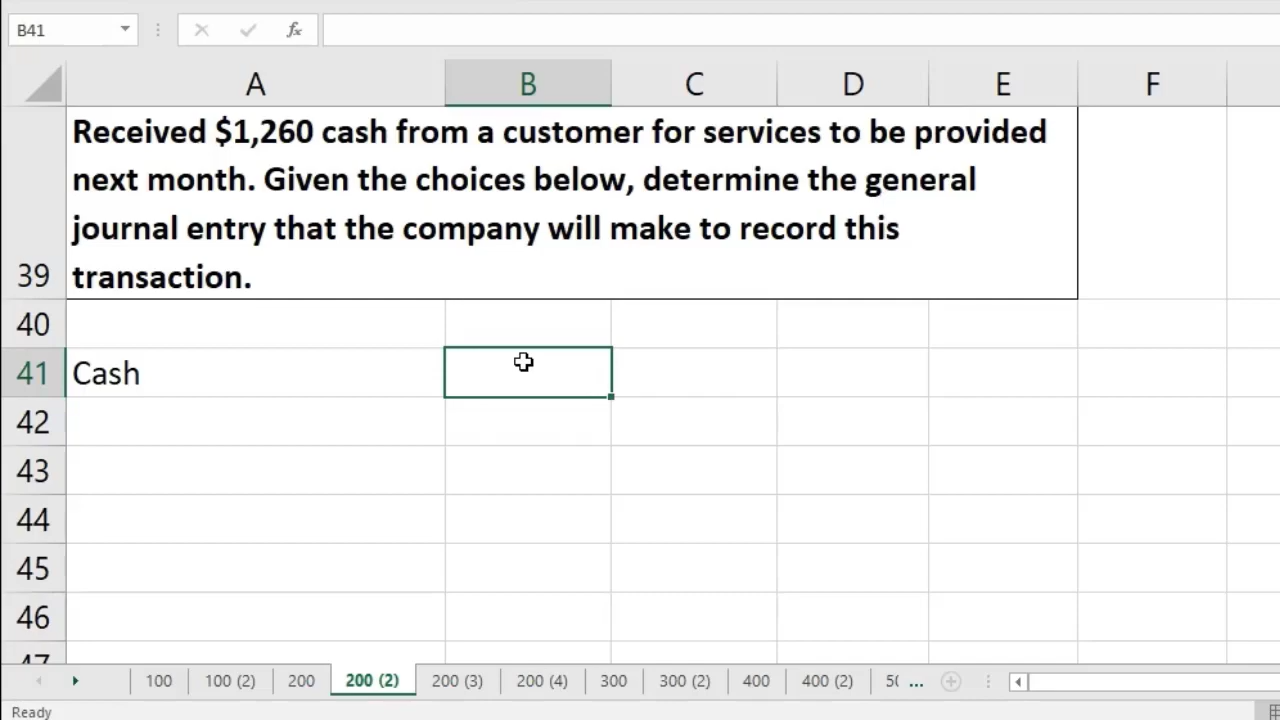 B41
fx
A B C D E F
Received $1,260 cash from a customer for services to be provided
next month. Given the choices below, determine the general
journal entry that the company will make to record this
39 transaction.
40
41 Cash
42
43
44
45
46
47
100 100 (2) 200 200 (2) 200 (3) 200 (4) 300 300 (2) 400 400 (2) 50 ...
Ready